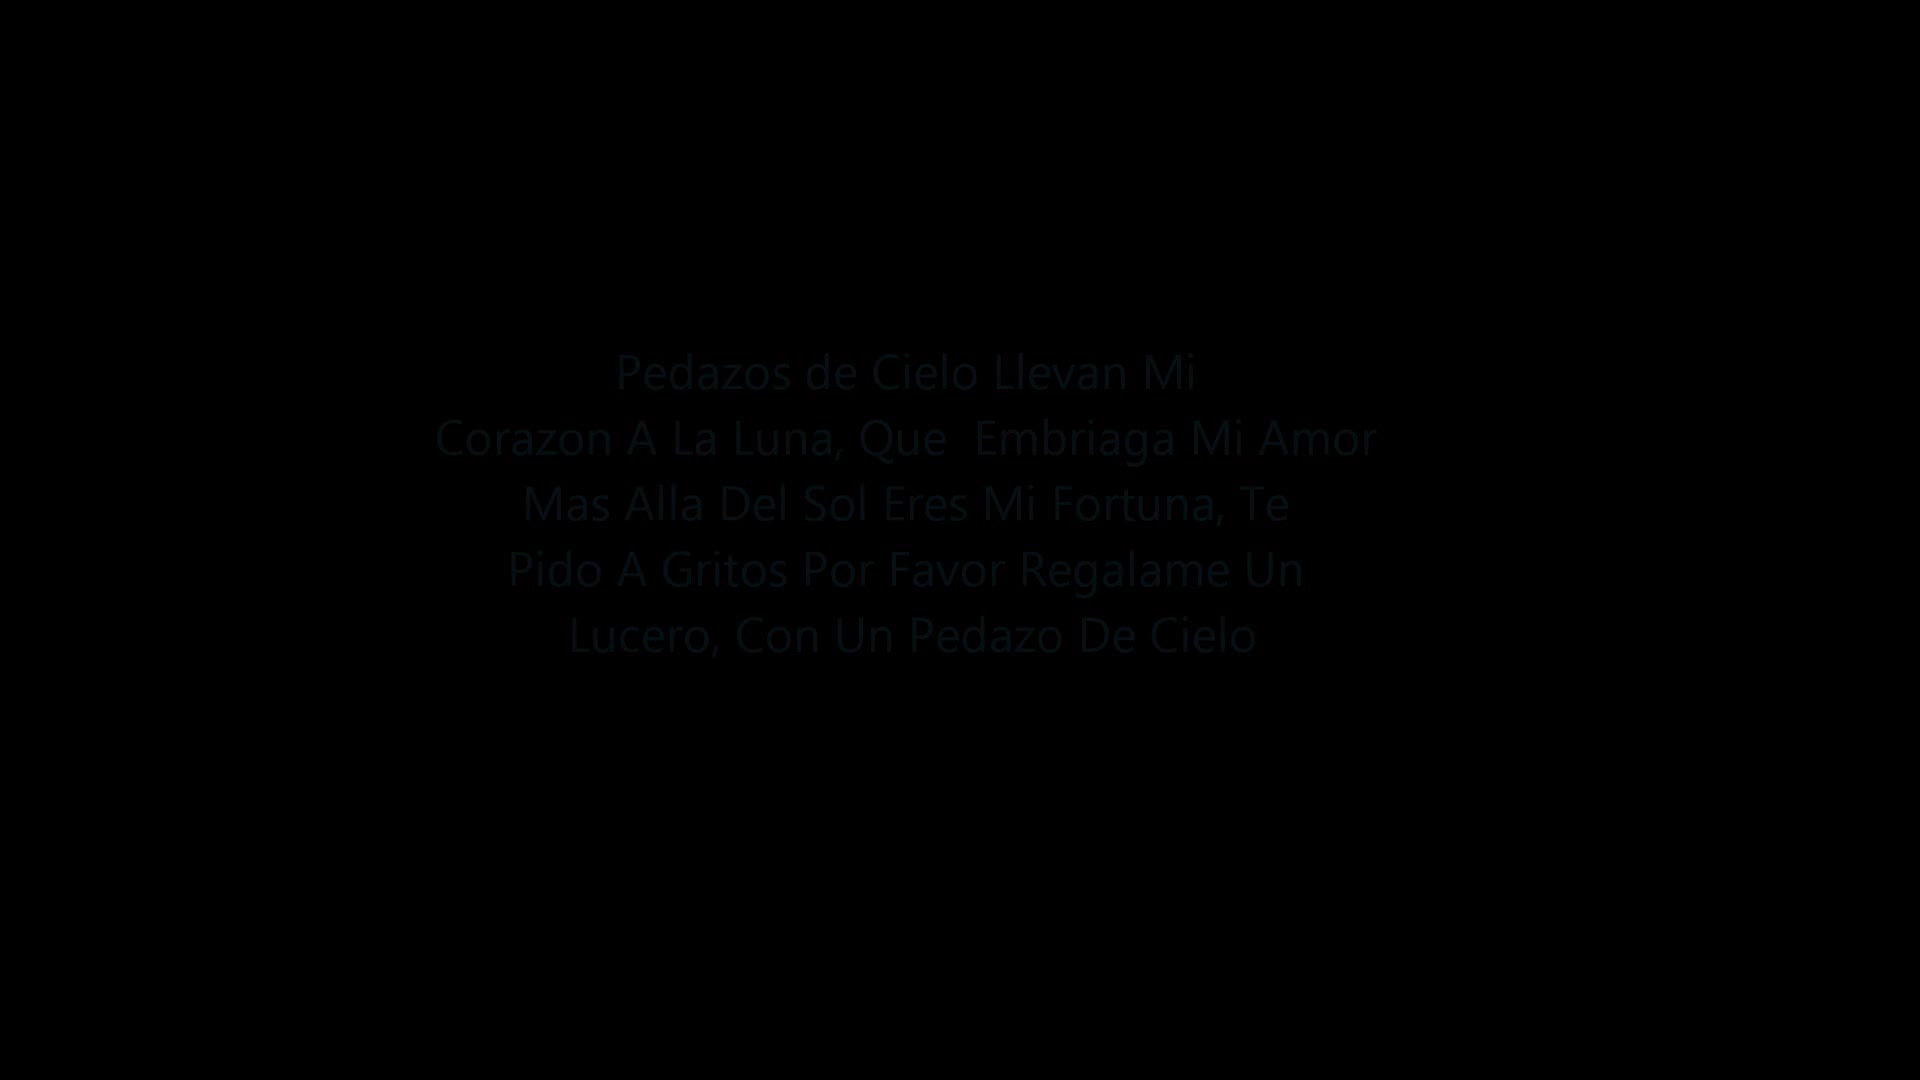 Pedazos de Cielo Llevan Mi
Corazon A La Luna, Que  Embriaga Mi Amor
Mas Alla Del Sol Eres Mi Fortuna, Te
Pido A Gritos Por Favor Regalame Un
Lucero, Con Un Pedazo De Cielo